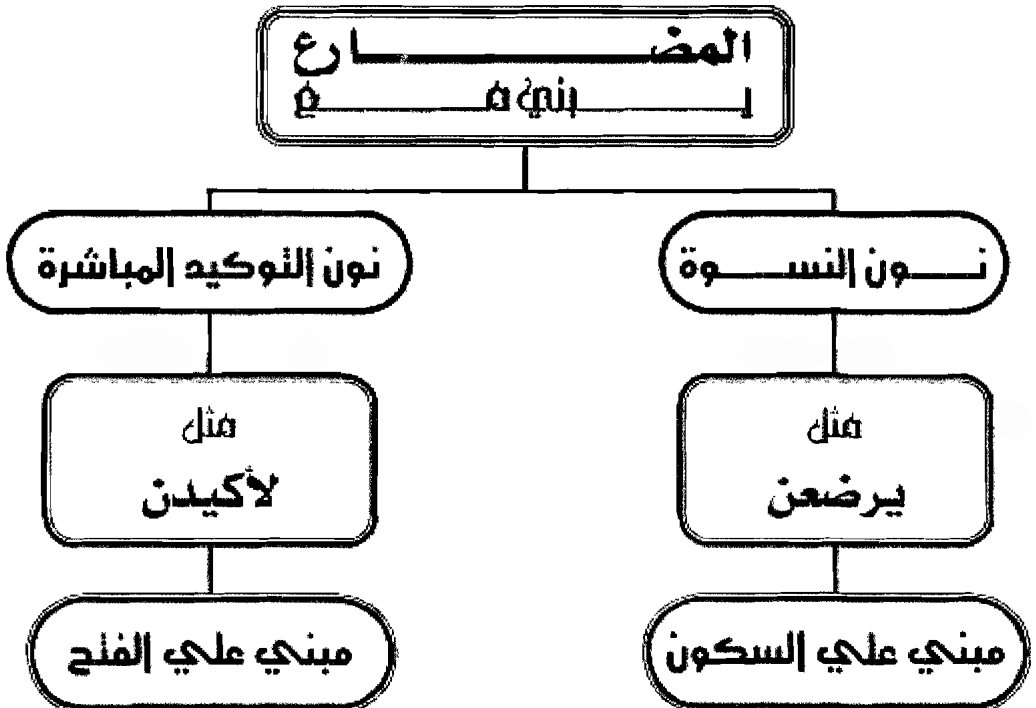 المضارع
يبني مع
نون النسوة
نون التوكيد المباشرة
مثل
يرضعن
مثل
لأكيدن
مبني علي السكون
مبني علي الفتح